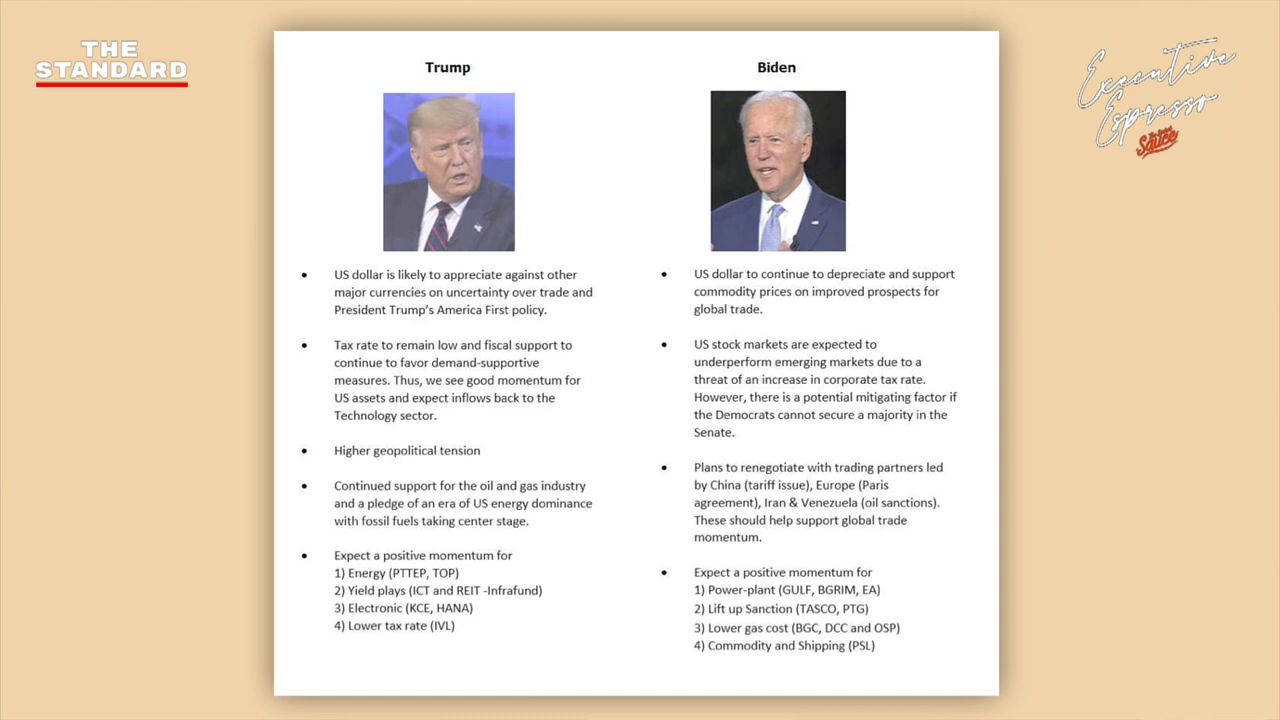 THE
STANDARD
Executive
Espresso
The Secret
Sauce
Trump
US dollar is likely to appreciate against other
major currencies on uncertainty over trade and
President Trump's America First policy.
Tax rate to remain low and fiscal support to
continue to favor demand-supportive
measures. Thus, we see good momentum for
US assets and expect inflows back to the
Technology sector.
Higher geopolitical tension
Continued support for the oil and gas industry
and a pledge of an era of US energy dominance
with fossil fuels taking center stage.
Expect a positive momentum for
1) Energy (PTTEP, TOP)
2) Yield plays (ICT and REIT -Infrafund)
3) Electronic (KCE, HANA)
4) Lower tax rate (IVL)
Biden
US dollar to continue to depreciate and support
commodity prices on improved prospects for
global trade.
US stock markets are expected to
underperform emerging markets due to a
threat of an increase in corporate tax rate.
However, there is a potential mitigating factor if
the Democrats cannot secure a majority in the
Senate.
Plans to renegotiate with trading partners led
by China (tariff issue), Europe (Paris
agreement), Iran & Venezuela (oil sanctions).
These should help support global trade
momentum.
Expect a positive momentum for
1) Power-plant (GULF, BGRIM, EA)
2) Lift up Sanction (TASCO, PTG)
3) Lower gas cost (BGC, DCC and OSP)
4) Commodity and Shipping (PSL)